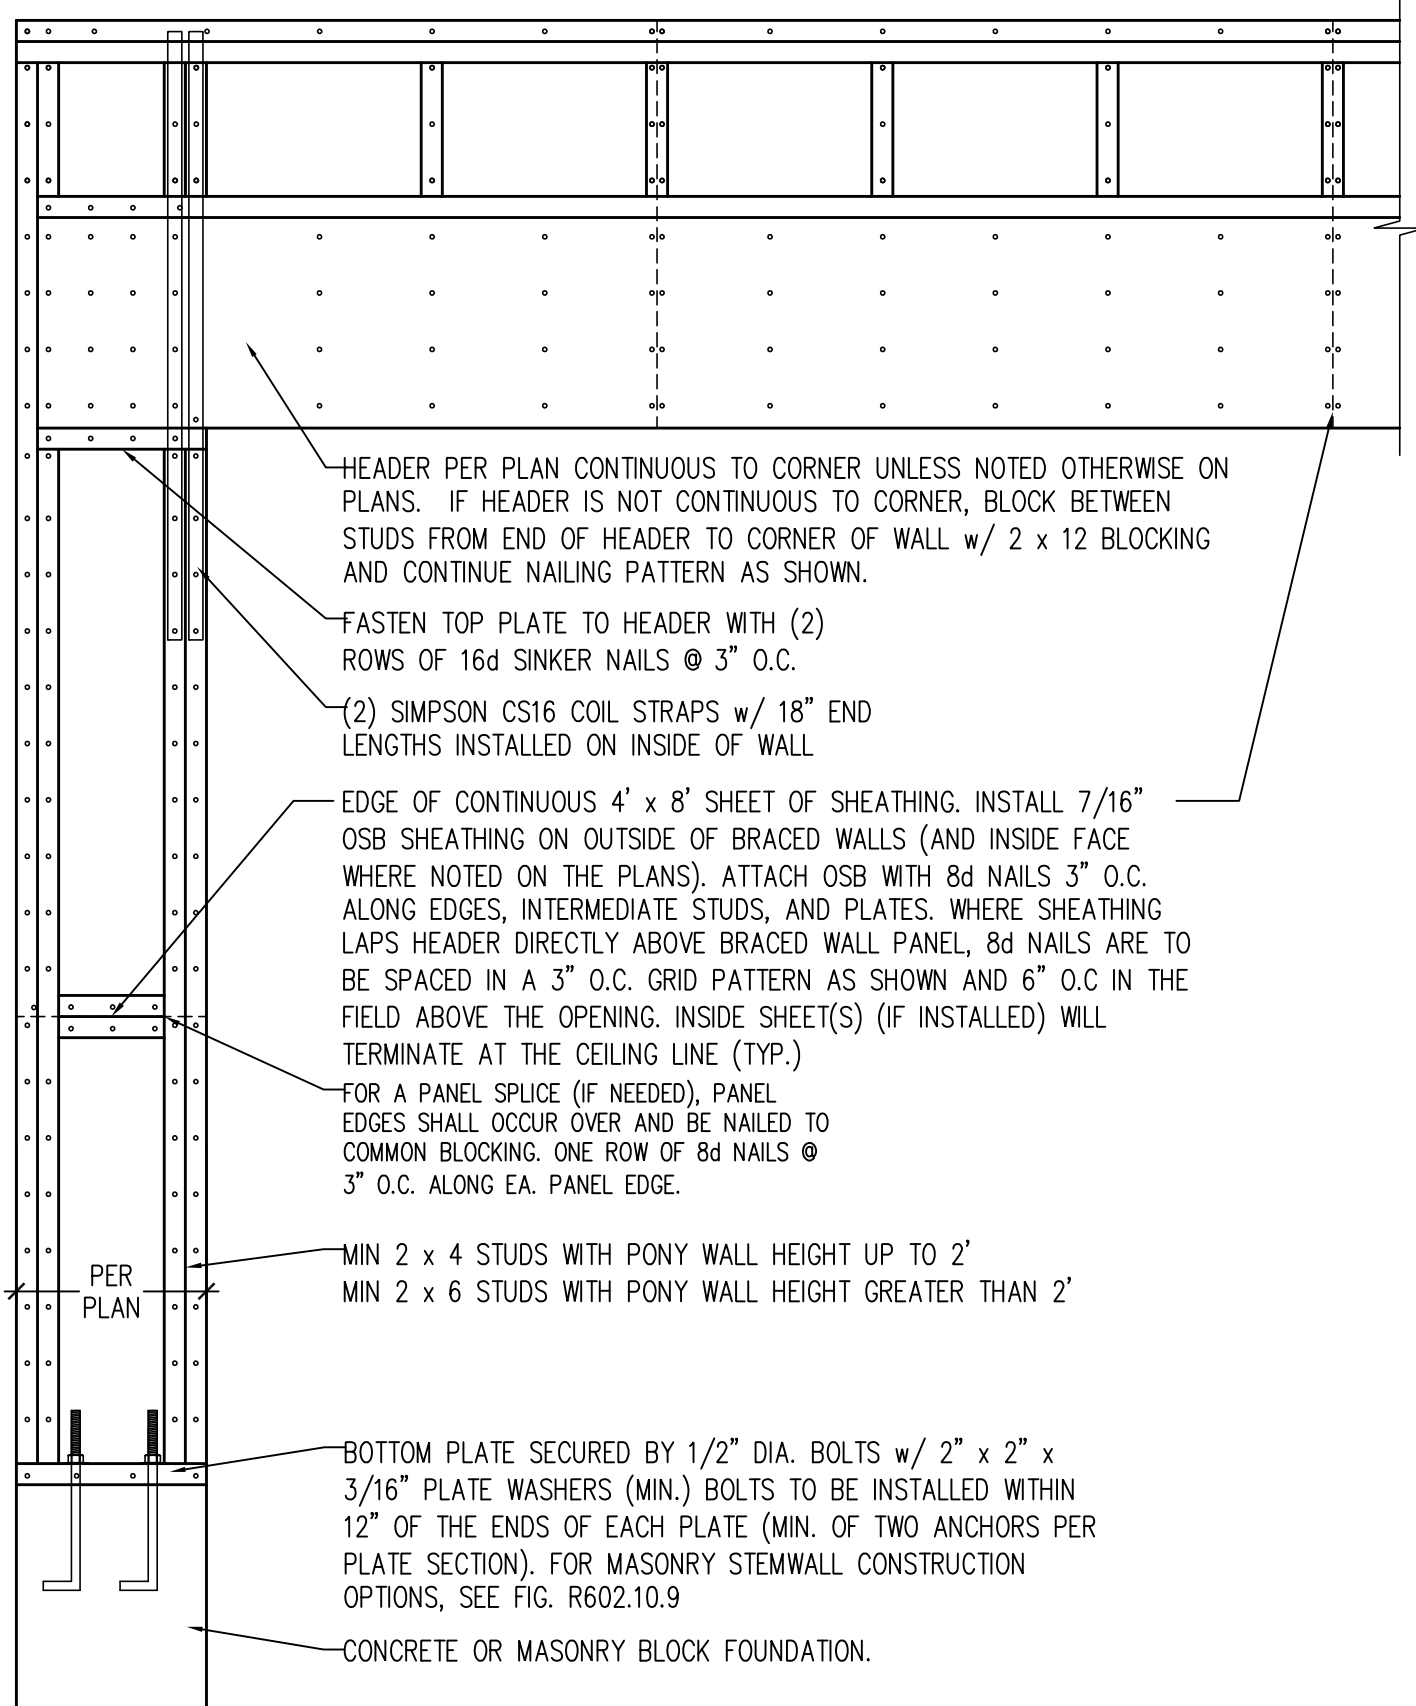 HEADER PER PLAN CONTINUOUS TO CORNER UNLESS NOTED OTHERWISE ON
PLANS. IF HEADER IS NOT CONTINUOUS TO CORNER, BLOCK BETWEEN
STUDS FROM END OF HEADER TO CORNER OF WALL w/ 2 x 12 BLOCKING
AND CONTINUE NAILING PATTERN AS SHOWN.
FASTEN TOP PLATE TO HEADER WITH (2)
ROWS OF 16d SINKER NAILS @ 3" O.C.
(2) SIMPSON CS16 COIL STRAPS w/ 18" END
LENGTHS INSTALLED ON INSIDE OF WALL
EDGE OF CONTINUOUS 4' x 8' SHEET OF SHEATHING. INSTALL 7/16"
OSB SHEATHING ON OUTSIDE OF BRACED WALLS (AND INSIDE FACE
WHERE NOTED ON THE PLANS). ATTACH OSB WITH 8d NAILS 3" O.C.
ALONG EDGES, INTERMEDIATE STUDS, AND PLATES. WHERE SHEATHING
LAPS HEADER DIRECTLY ABOVE BRACED WALL PANEL, 8d NAILS ARE TO
BE SPACED IN A 3" O.C. GRID PATTERN AS SHOWN AND 6" O.C IN THE
FIELD ABOVE THE OPENING. INSIDE SHEET(S) (IF INSTALLED) WILL
TERMINATE AT THE CEILING LINE (TYP.)
FOR A PANEL SPLICE (IF NEEDED), PANEL
EDGES SHALL OCCUR OVER AND BE NAILED TO
COMMON BLOCKING. ONE ROW OF 8d NAILS @
3" O.C. ALONG EA. PANEL EDGE.
MIN 2 x 4 STUDS WITH PONY WALL HEIGHT UP TO 2'
MIN 2 x 6 STUDS WITH PONY WALL HEIGHT GREATER THAN 2'
PER
PLAN
BOTTOM PLATE SECURED BY 1/2" DIA. BOLTS w/ 2" x 2" x
3/16" PLATE WASHERS (MIN.) BOLTS TO BE INSTALLED WITHIN
12" OF THE ENDS OF EACH PLATE (MIN. OF TWO ANCHORS PER
PLATE SECTION). FOR MASONRY STEMWALL CONSTRUCTION
OPTIONS, SEE FIG. R602.10.9
CONCRETE OR MASONRY BLOCK FOUNDATION.